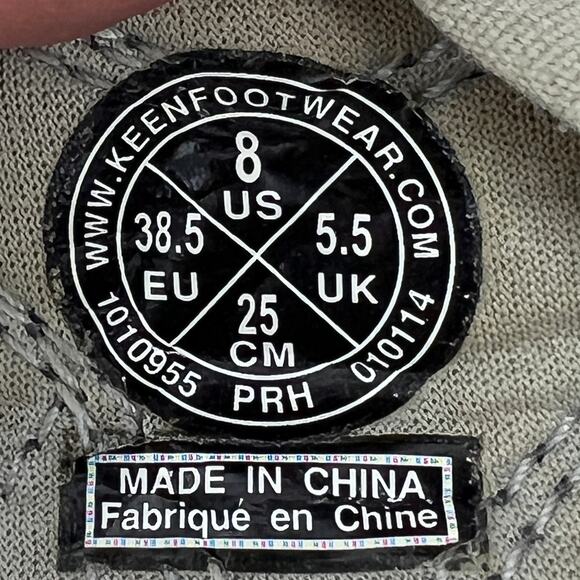 WWW.KEENFOOTWEAR.COM
8
US
38.5
EU
5.5
UK
25
CM
1010955 PRH 010114
MADE IN CHINA
Fabriqué en Chine